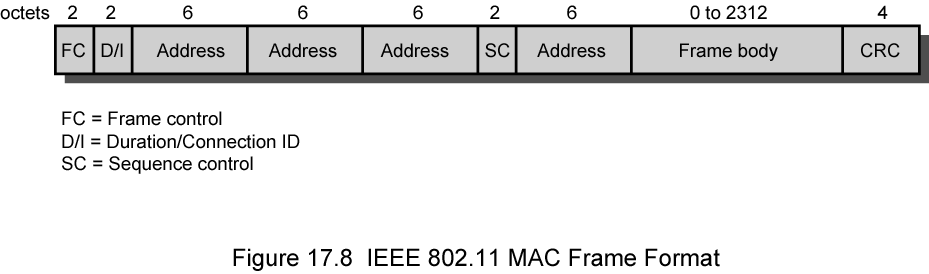 octets 2 2 6 6 6 2 6 0 to 2312 4
FC D/I Address Address Address SC Address Frame body CRC
FC = Frame control
D/I = Duration/Connection ID
SC = Sequence control
Figure 17.8 IEEE 802.11 MAC Frame Format